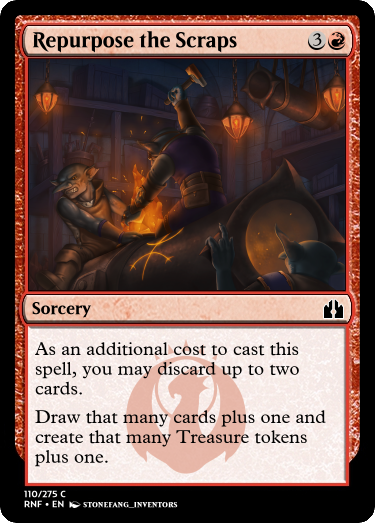 Repurpose the Scraps 3
Sorcery
As an additional cost to cast this
spell, you may discard up to two
cards.
Draw that many cards plus one and
create that many Treasure tokens
plus one.
110/275 C
RNF • EN STONEFANG_INVENTORS